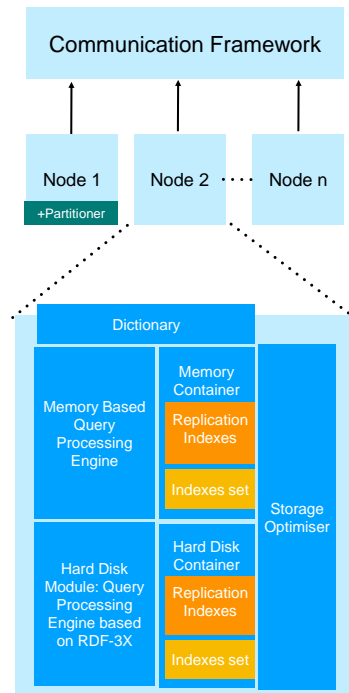 Communication Framework
Node 1
Node 2
Node n
+Partitioner
Dictionary
Memory Based
Query
Processing
Engine
Memory
Container
Replication
Indexes
Indexes set
Storage
Optimiser
Hard Disk
Module: Query
Processing
Engine based
on RDF-3X
Hard Disk
Container
Replication
Indexes
Indexes set